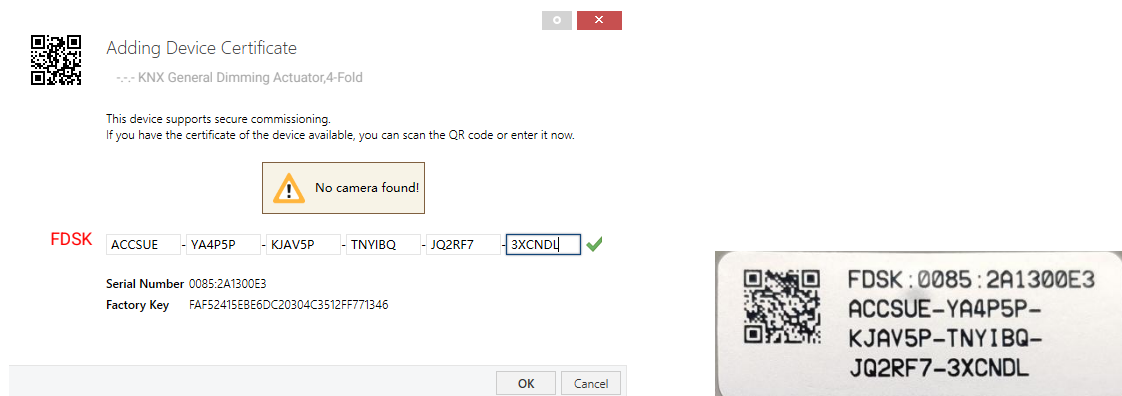 Adding Device Certificate
-.-.- KNX General Dimming Actuator,4-Fold
This device supports secure commissioning.
If you have the certificate of the device available, you can scan the QR code or enter it now.
No camera found!
FDSK ACCSUE - YA4P5P - KJAV5P - TNYIBQ - JQ2RF7 - 3XCNDL
Serial Number 0085:2A1300E3
Factory Key FAF52415EBE6DC20304C3512FF771346
OK Cancel
FDSK:0085:2A1300E3
ACCSUE-YA4P5P-
KJAV5P-TNYIBQ-
JQ2RF7-3XCNDL